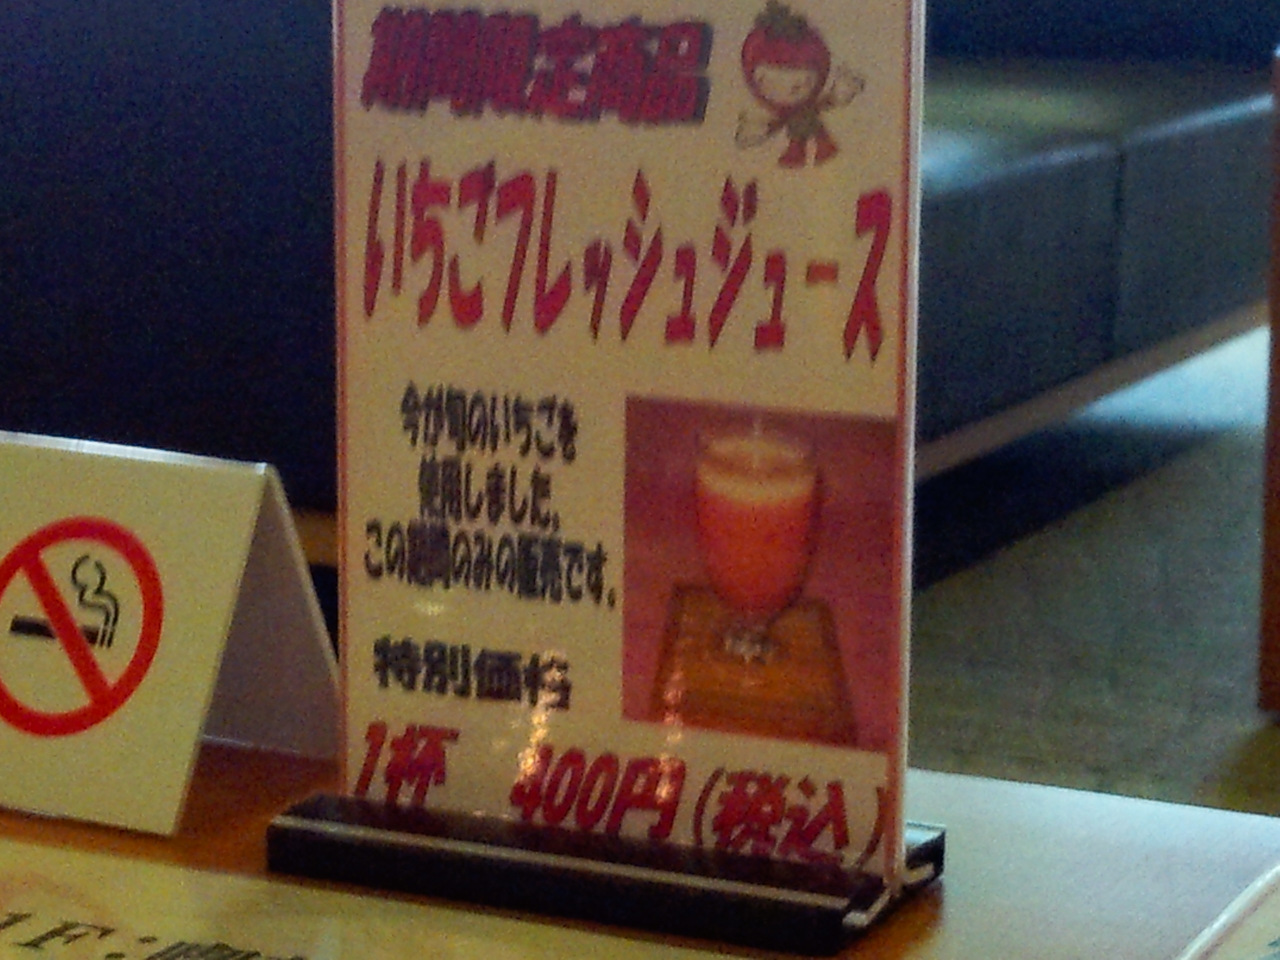 期間限定商品
いちごフレッシュジュース
今が旬のいちごを
使用しました。
この期間のみの販売です。
特別価格
1杯 400円(税込)
1F: